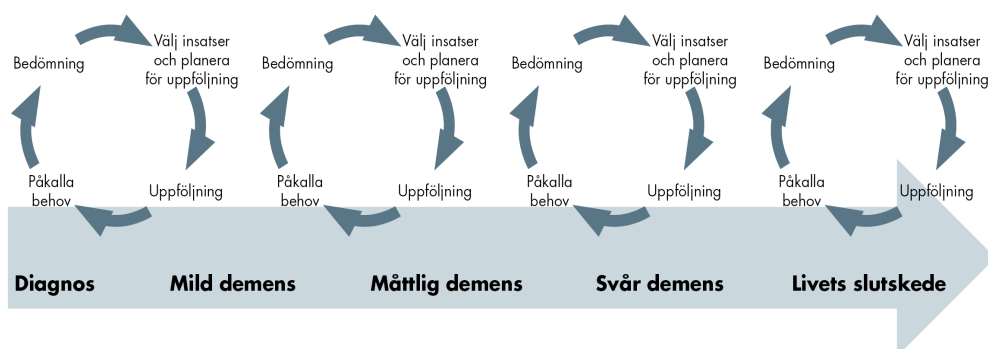 Bedömning
Välj insatser
och planera
för uppföljning
Uppföljning
Påkalla
behov
Bedömning
Välj insatser
och planera
för uppföljning
Uppföljning
Påkalla
behov
Bedömning
Välj insatser
och planera
för uppföljning
Uppföljning
Påkalla
behov
Bedömning
Välj insatser
och planera
för uppföljning
Uppföljning
Påkalla
behov
Diagnos
Mild demens
Måttlig demens
Svår demens
Livets slutskede